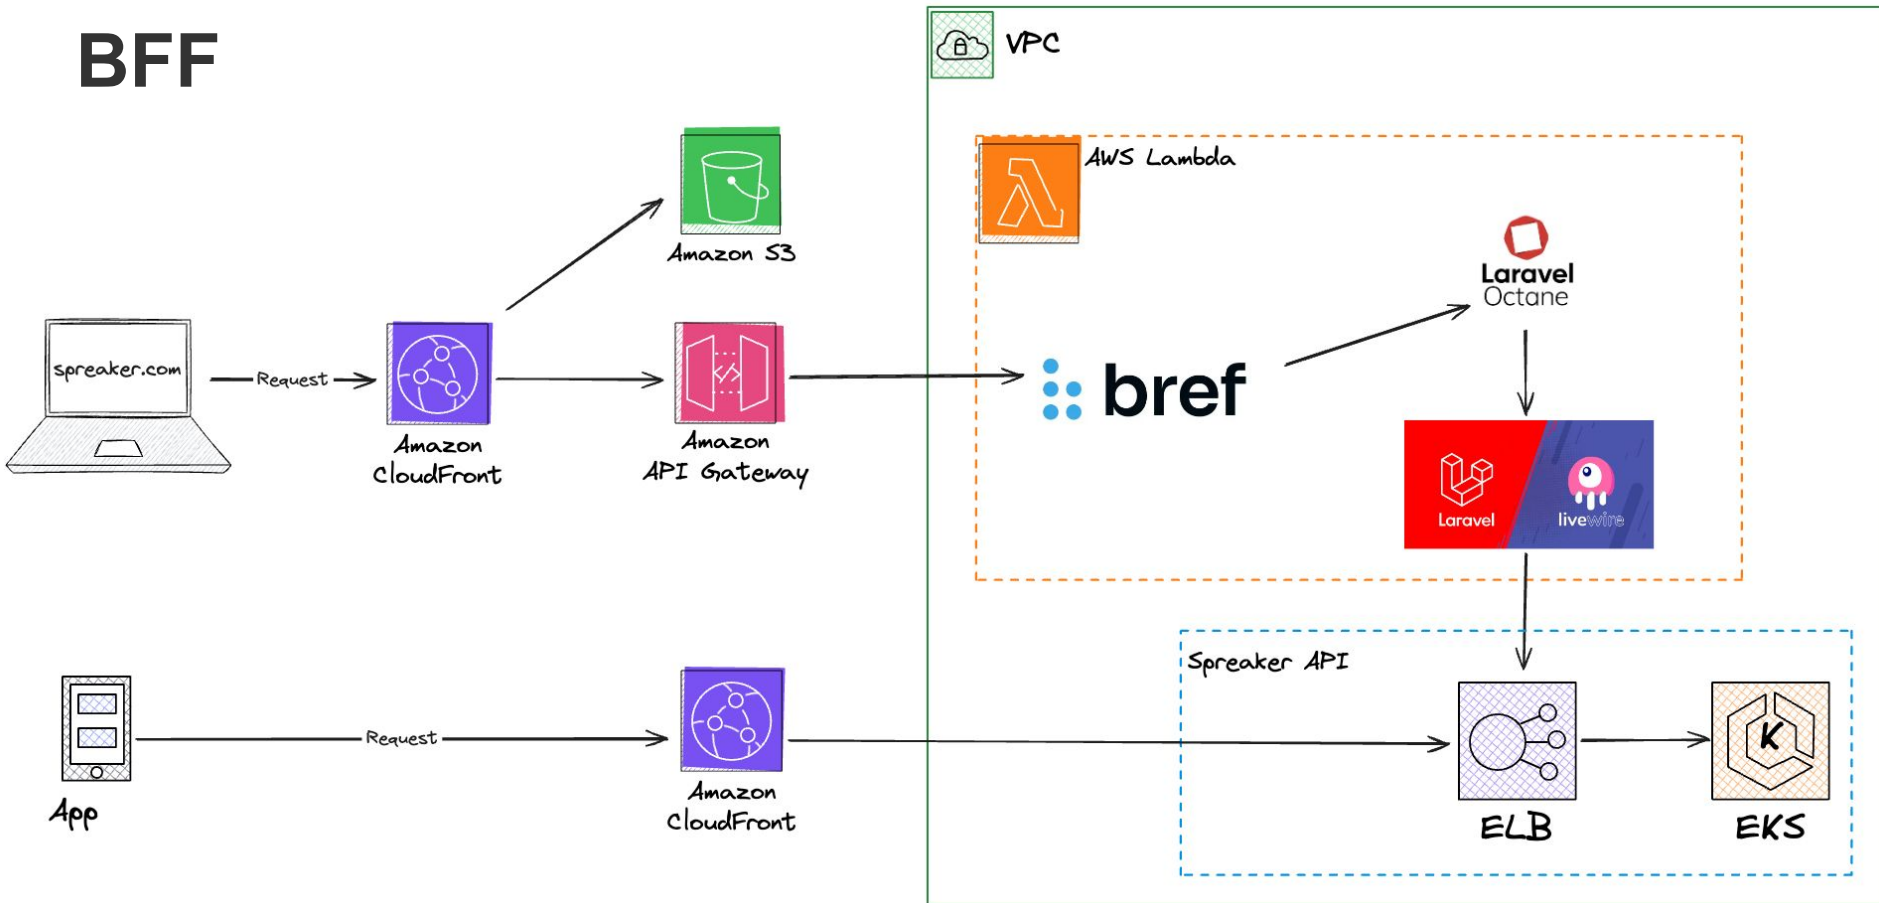 BFF
VPC
AWS Lambda
Amazon S3
Laravel
Octane
spreaker.com
Request
bref
Amazon
CloudFront
Amazon
API Gateway
Laravel
livewire
Spreaker API
Request
K
App
Amazon
CloudFront
ELB
EKS